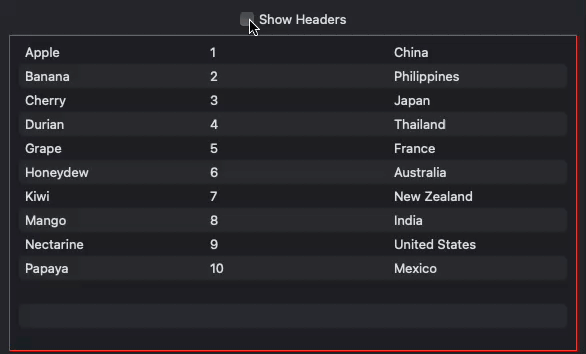 Show Headers
Apple 1 China
Banana 2 Philippines
Cherry 3 Japan
Durian 4 Thailand
Grape 5 France
Honeydew 6 Australia
Kiwi 7 New Zealand
Mango 8 India
Nectarine 9 United States
Papaya 10 Mexico